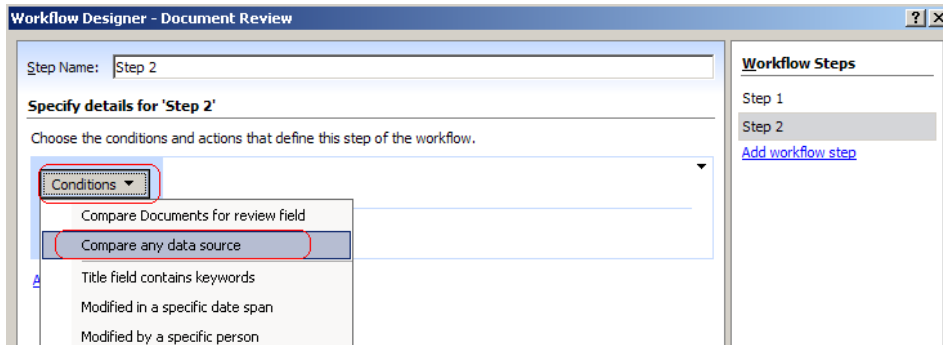 Workflow Designer - Document Review
Step Name: Step 2
Specify details for 'Step 2'
Choose the conditions and actions that define this step of the workflow.
Conditions
Compare Documents for review field
Compare any data source
Title field contains keywords
Modified in a specific date span
Modified by a specific person
Workflow Steps
Step 1
Step 2
Add workflow step